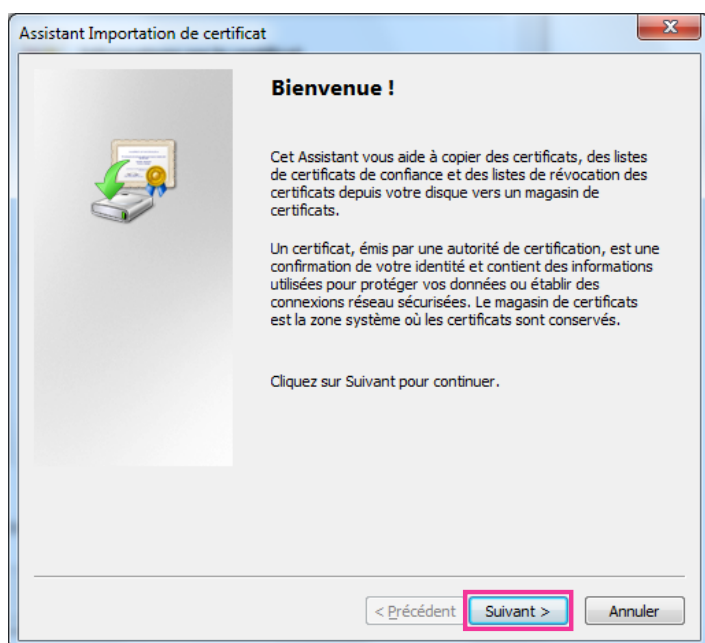 Assistant Importation de certificat
Bienvenue !
Cet Assistant vous aide à copier des certificats, des listes
de certificats de confiance et des listes de révocation des
certificats depuis votre disque vers un magasin de
certificats.
Un certificat, émis par une autorité de certification, est une
confirmation de votre identité et contient des informations
utilisées pour protéger vos données ou établir des
connexions réseau sécurisées. Le magasin de certificats
est la zone système où les certificats sont conservés.
Cliquez sur Suivant pour continuer.
< Précédent Suivant > Annuler